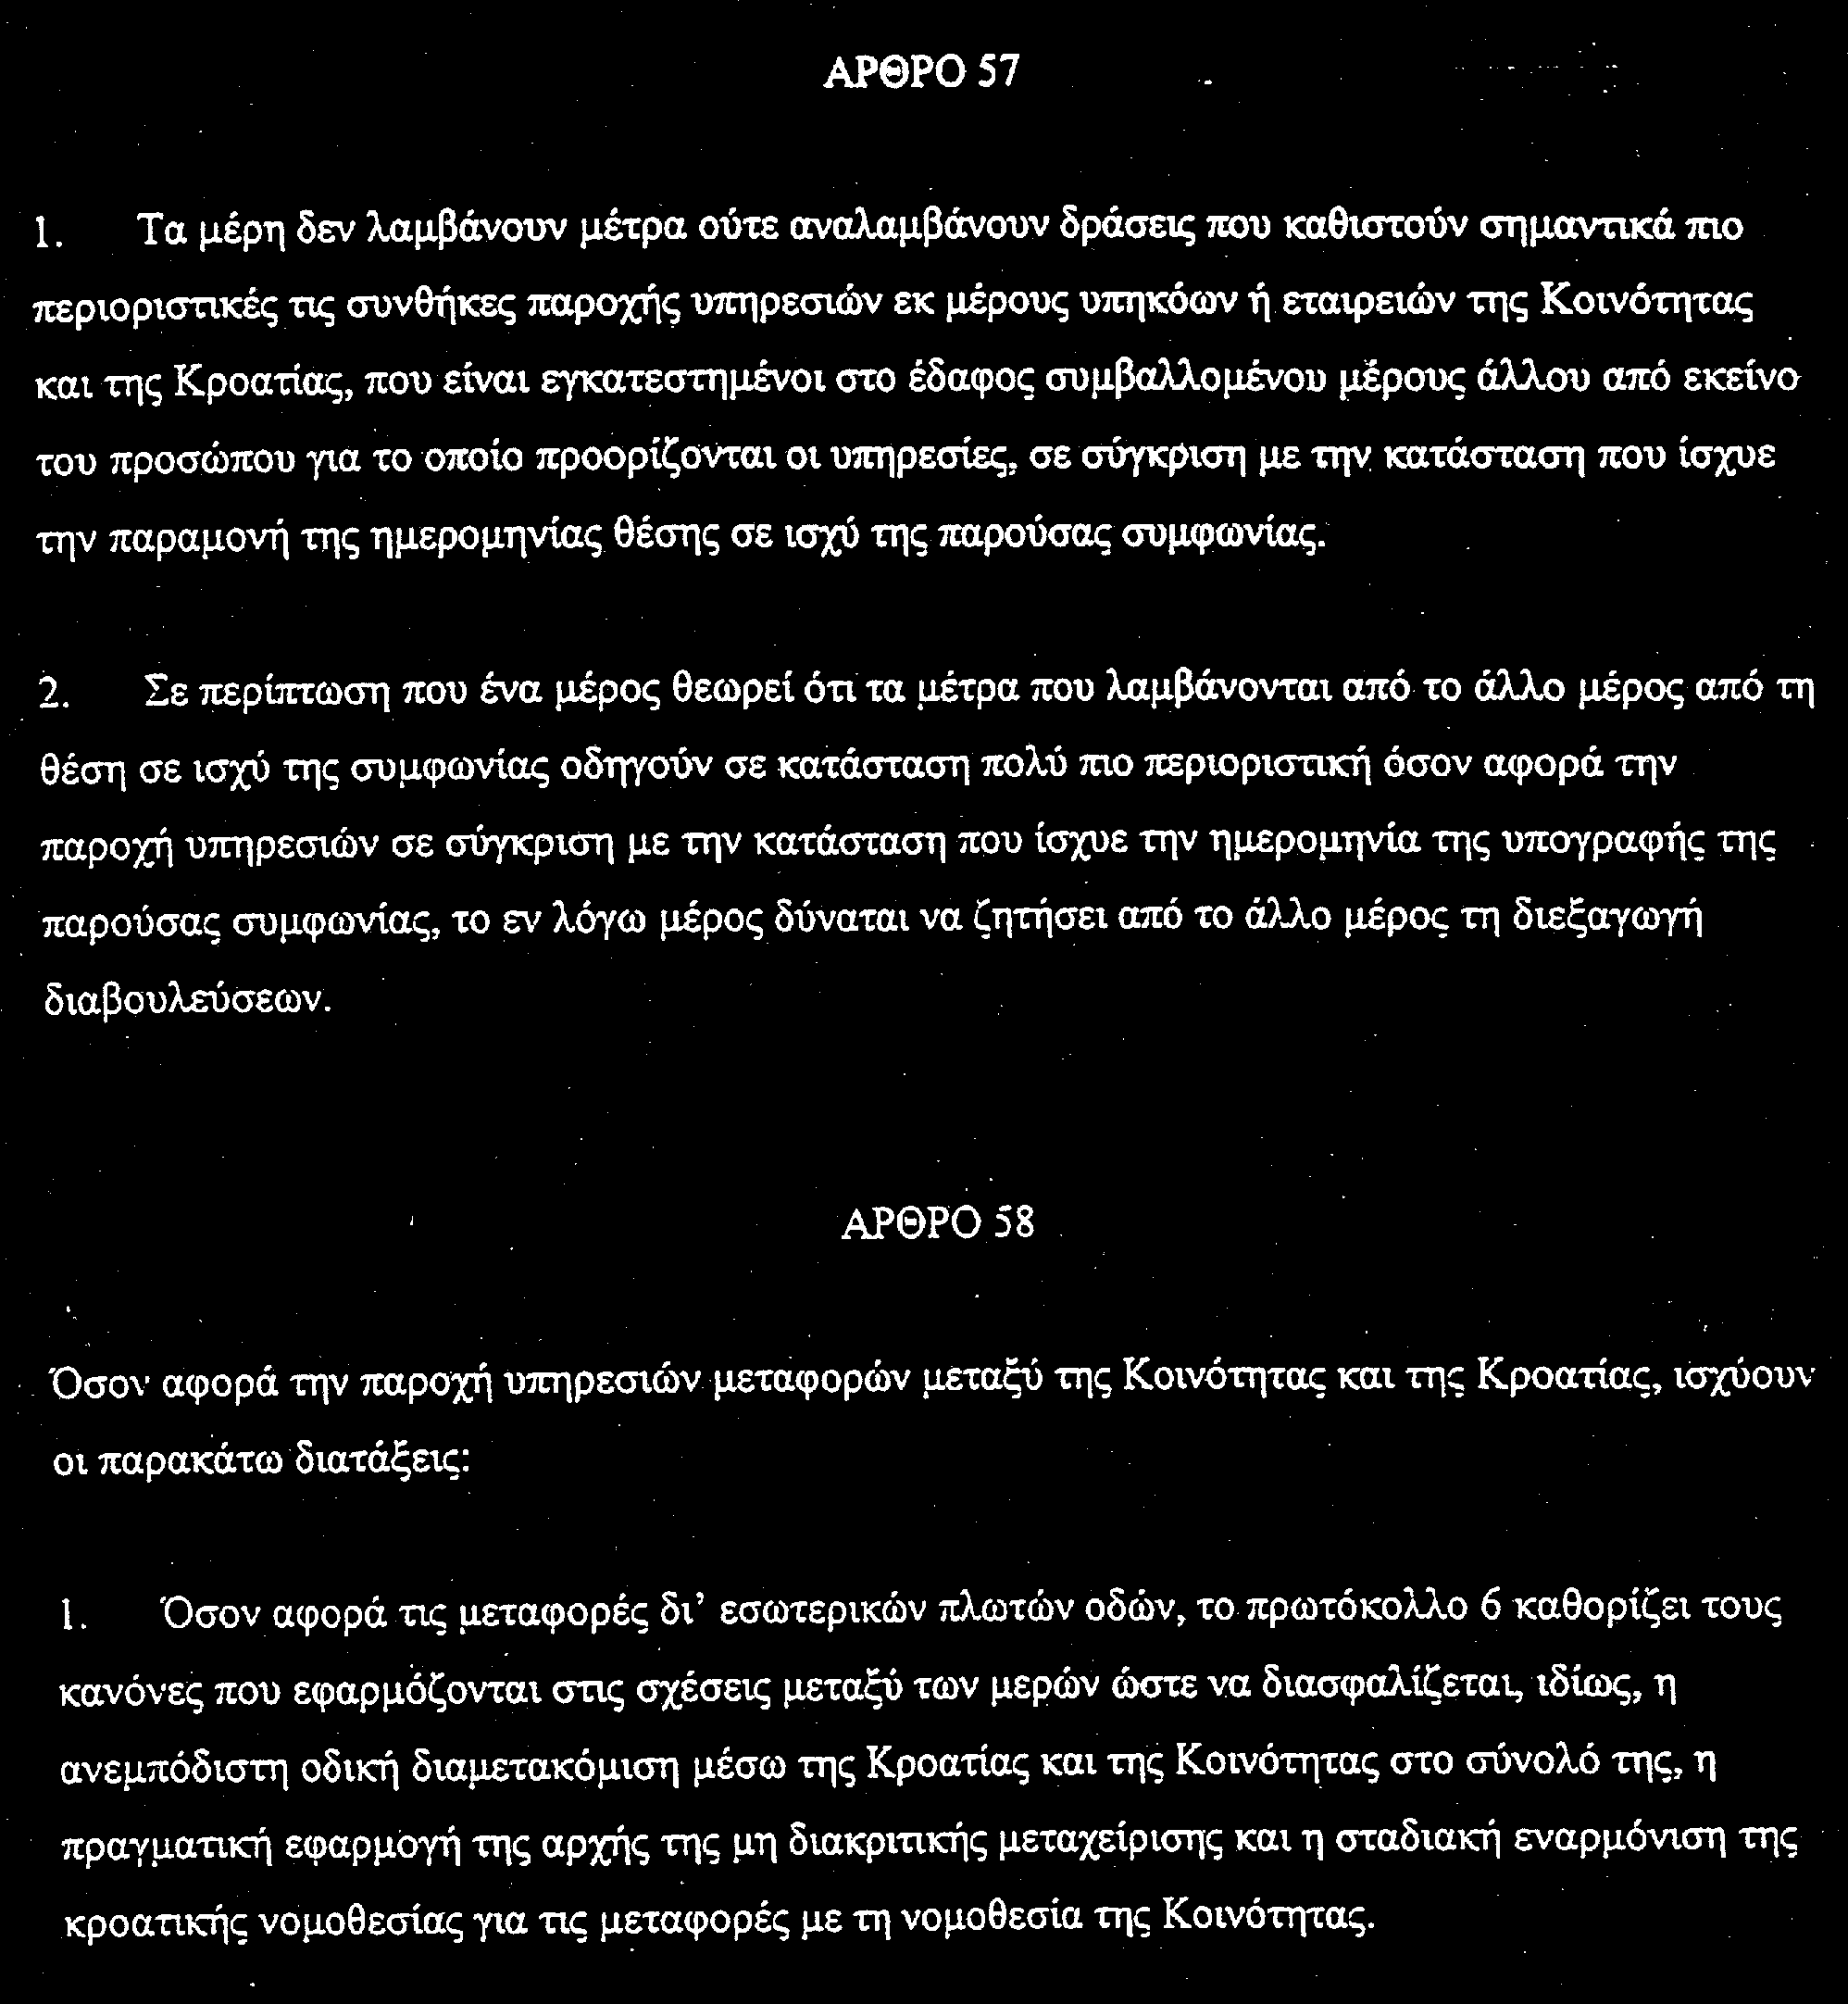 ΑΡΘΡΟ 57
1. Τα μέρη δεν λαμβάνουν μέτρα ούτε αναλαμβάνουν δράσεις που καθιστούν σημαντικά πιο
περιοριστικές τις συνθήκες παροχής υπηρεσιών εκ μέρους υπηκόων ή εταιρειών της Κοινότητας
και της Κροατίας, που είναι εγκατεστημένοι στο έδαφος συμβαλλομένου μέρους άλλου από εκείνο
του προσώπου για το οποίο προορίζονται οι υπηρεσίες, σε σύγκριση με την κατάσταση που ίσχυε
την παραμονή της ημερομηνίας θέσης σε ισχύ της παρούσας συμφωνίας.
2. Σε περίπτωση που ένα μέρος θεωρεί ότι τα μέτρα που λαμβάνονται από το άλλο μέρος από τη
θέση σε ισχύ της συμφωνίας οδηγούν σε κατάσταση πολύ πιο περιοριστική όσον αφορά την
παροχή υπηρεσιών σε σύγκριση με την κατάσταση που ίσχυε την ημερομηνία της υπογραφής της
παρούσας συμφωνίας, το εν λόγω μέρος δύναται να ζητήσει από το άλλο μέρος τη διεξαγωγή
διαβουλεύσεων.
ΑΡΘΡΟ 58
Όσον αφορά την παροχή υπηρεσιών μεταφορών μεταξύ της Κοινότητας και της Κροατίας, ισχύουν
οι παρακάτω διατάξεις:
1. Όσον αφορά τις μεταφορές δι' εσωτερικών πλωτών οδών, το πρωτόκολλο 6 καθορίζει τους
κανόνες που εφαρμόζονται στις σχέσεις μεταξύ των μερών ώστε να διασφαλίζεται, ιδίως, η
ανεμπόδιστη οδική διαμετακόμιση μέσω της Κροατίας και της Κοινότητας στο σύνολό της, η
πραγματική εφαρμογή της αρχής της μη διακριτικής μεταχείρισης και η σταδιακή εναρμόνιση της
κροατικής νομοθεσίας για τις μεταφορές με τη νομοθεσία της Κοινότητας.